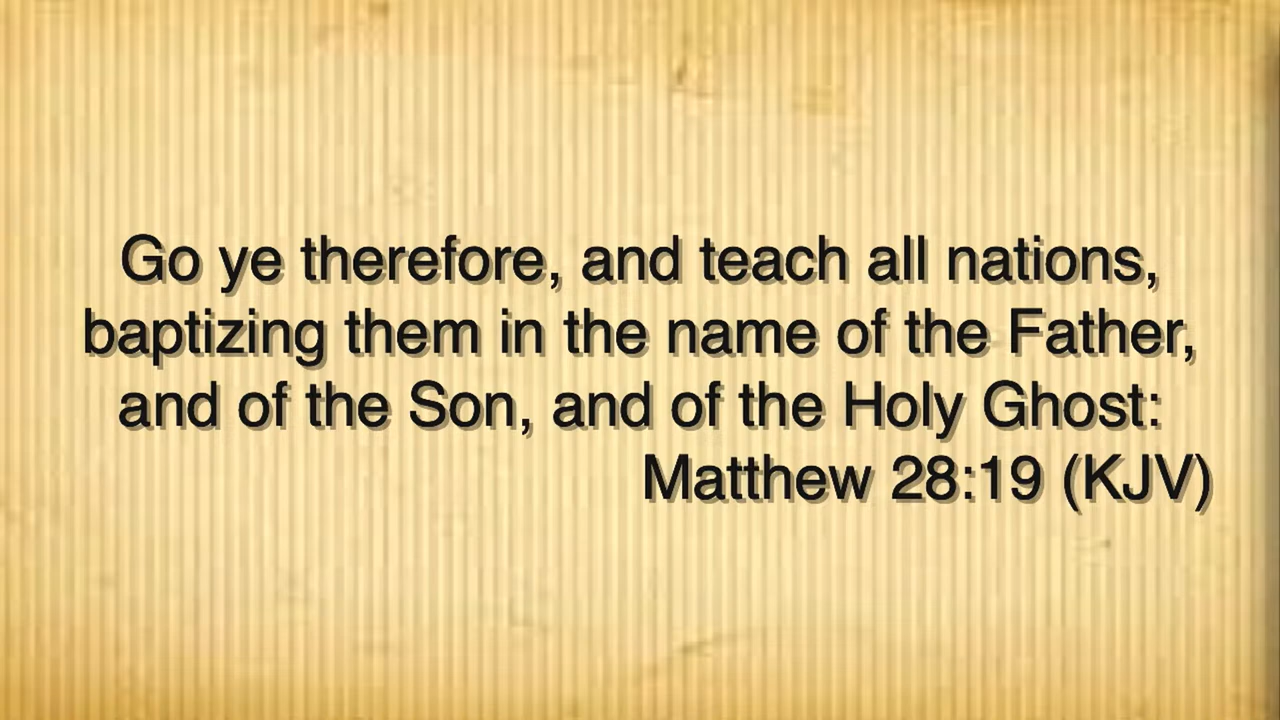 Go ye therefore, and teach all nations,
baptizing them in the name of the Father,
and of the Son, and of the Holy Ghost:
Matthew 28:19 (KJV)